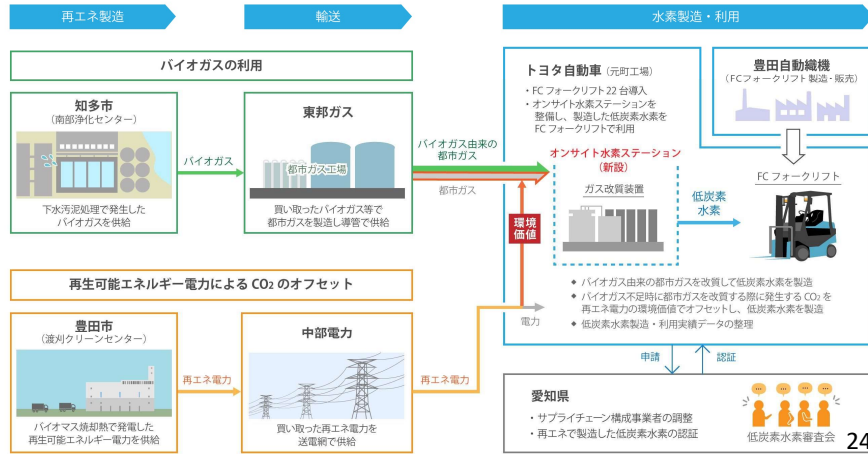 再エネ製造
輸送
水素製造・利用
バイオガスの利用
知多市
(南部浄化センター)
下水汚泥処理で発生した
バイオガスを供給
バイオガス
東邦ガス
都市ガス工場
買い取ったバイオガス等で
都市ガスを製造し導管で供給
バイオガス由来の
都市ガス
都市ガス
環境
価値
トヨタ自動車(元町工場)
・FCフォークリフト22台導入
・オンサイト水素ステーションを
整備し、製造した低炭素水素を
FCフォークリフトで利用
オンサイト水素ステーション
(新設)
ガス改質装置
低炭素
水素
豊田自動織機
(FCフォークリフト製造・販売)
FCフォークリフト
◆ バイオガス由来の都市ガスを改質して低炭素水素を製造
◆ バイオガス不足時に都市ガスを改質する際に発生するCO₂を
再エネ電力の環境価値でオフセットし、低炭素水素を製造
◆ 低炭素水素製造・利用実績データの整理
再生可能エネルギー電力によるCO₂のオフセット
豊田市
(渡刈クリーンセンター)
バイオマス焼却熱で発電した
再生可能エネルギー電力を供給
再エネ電力
中部電力
買い取った再エネ電力を
送電網で供給
再エネ電力
電力
申請
認証
愛知県
・サプライチェーン構成事業者の調整
・再エネで製造した低炭素水素の認証
低炭素水素審査会
24